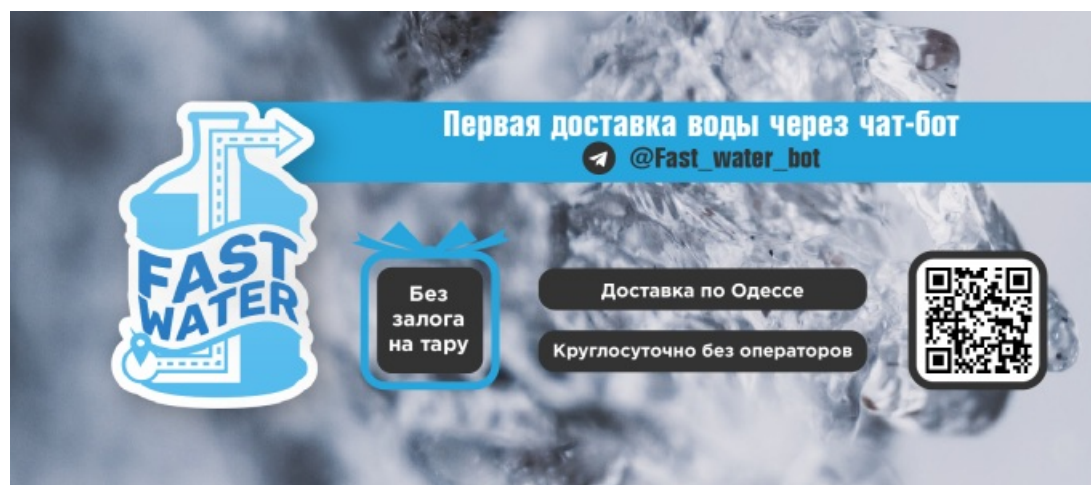 Первая доставка воды через чат-бот
@Fast_water_bot
FAST
WATER
Без
залога
на тару
Доставка по Одессе
Круглосуточно без операторов